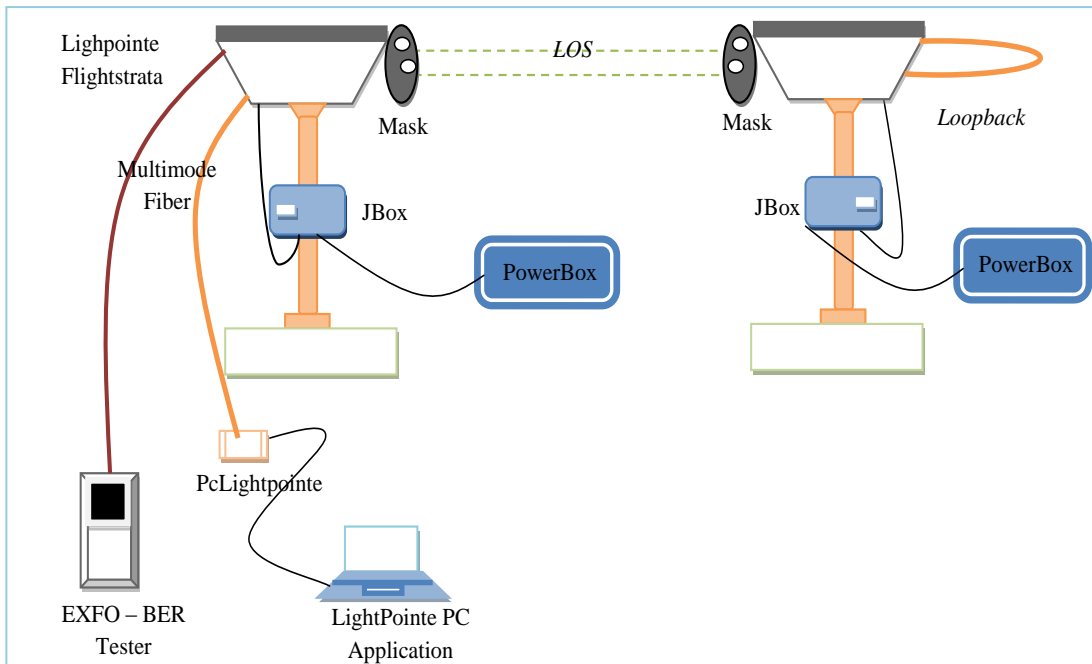 Lighpointe
Flightstrata
LOS
Mask
Mask
Loopback
Multimode
Fiber
JBox
JBox
PowerBox
PowerBox
PcLightpointe
EXFO – BER
Tester
LightPointe PC
Application